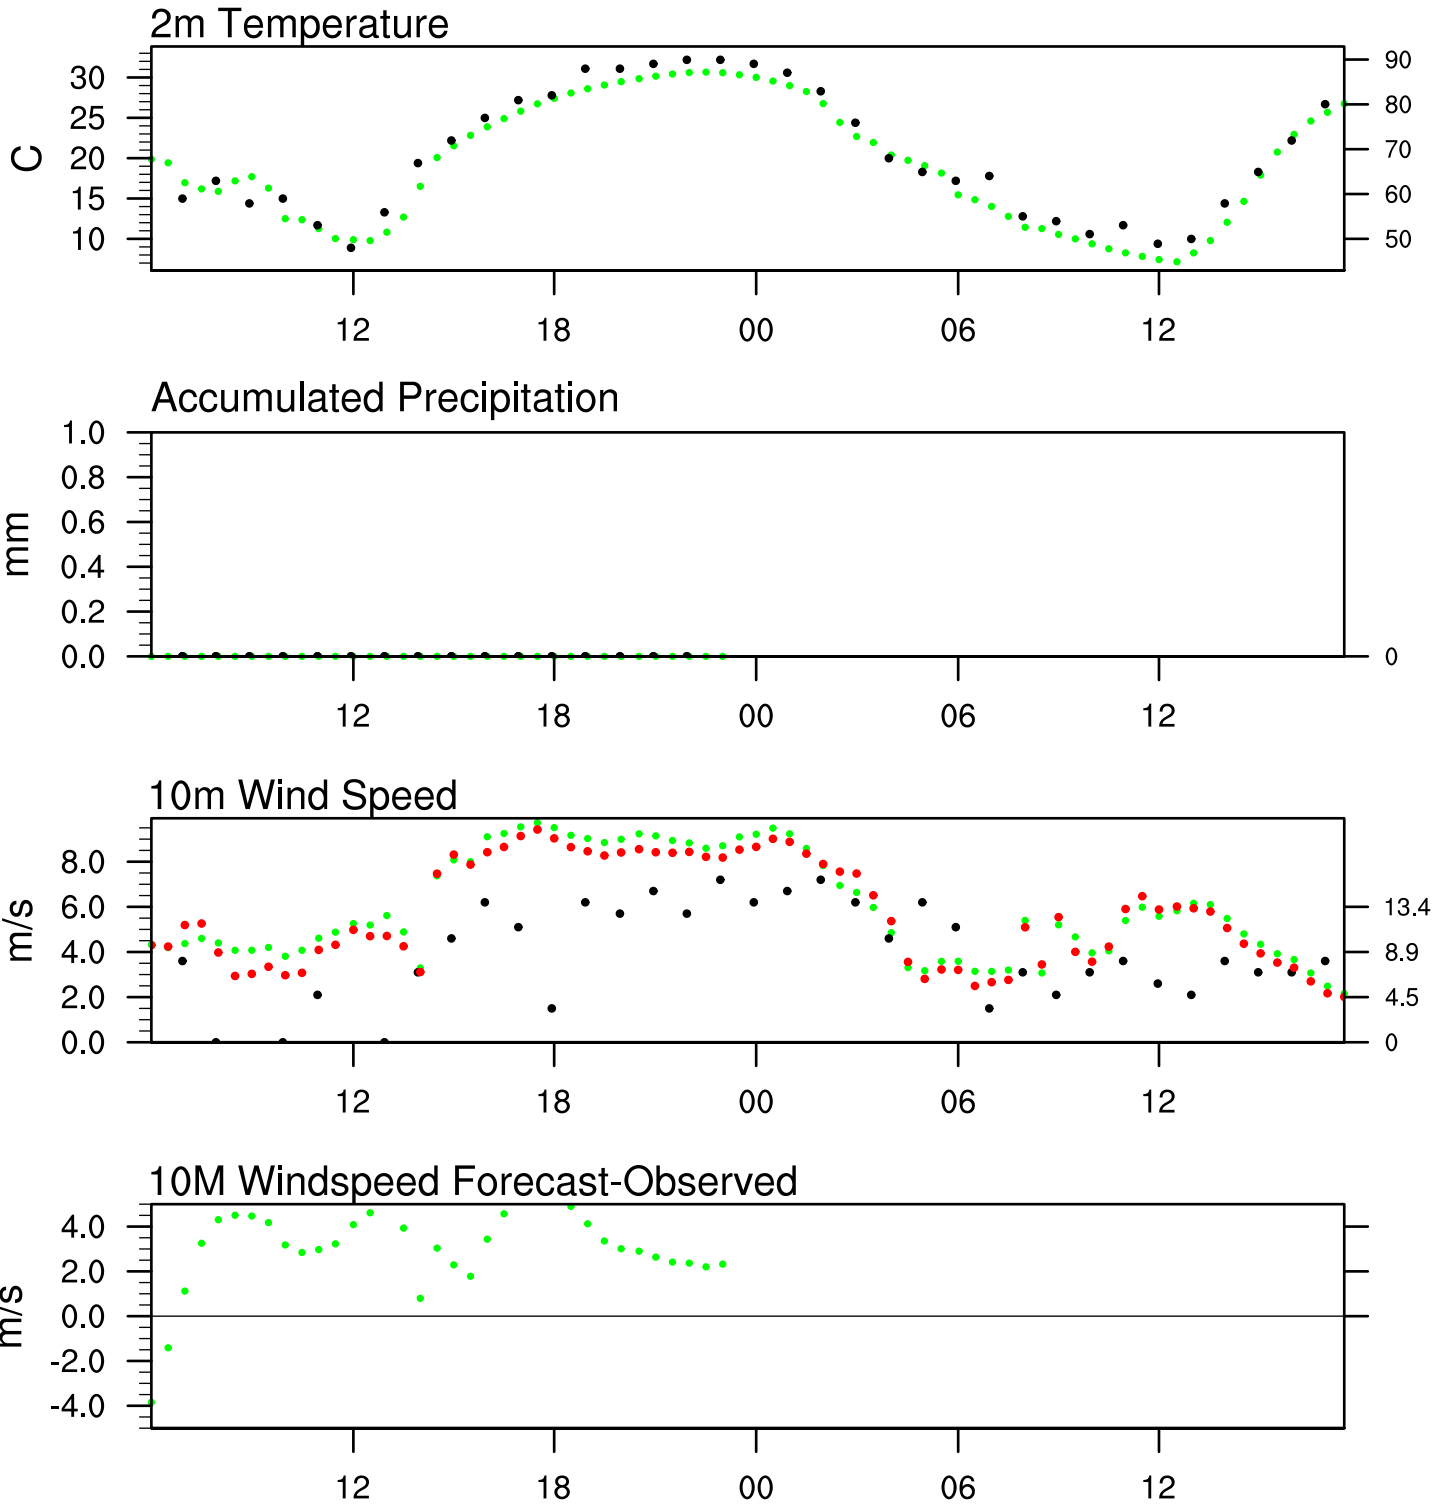 2m Temperature
C
30
25
20
15
10
90
80
70
60
50
12 18 00 06 12
Accumulated Precipitation
mm
1.0
0.8
0.6
0.4
0.2
0.0
0
12 18 00 06 12
10m Wind Speed
m/s
8.0
6.0
4.0
2.0
0.0
13.4
8.9
4.5
0
12 18 00 06 12
10M Windspeed Forecast-Observed
m/s
4.0
2.0
0.0
-2.0
-4.0
12 18 00 06 12